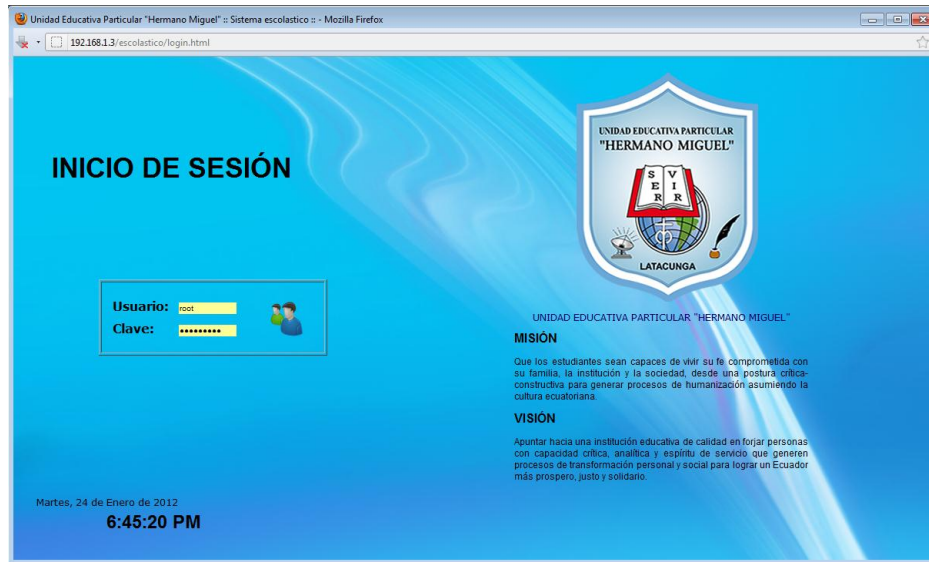 Unidad Educativa Particular "Hermano Miguel" :: Sistema escolastico :: - Mozilla Firefox
192.168.1.3/escolastico/login.html
INICIO DE SESIÓN
Usuario: root
Clave: •••••••••
Martes, 24 de Enero de 2012
6:45:20 PM
UNIDAD EDUCATIVA PARTICULAR
"HERMANO MIGUEL"
S V
E I
R R
LATACUNGA
UNIDAD EDUCATIVA PARTICULAR "HERMANO MIGUEL"
MISIÓN
Que los estudiantes sean capaces de vivir su fe comprometida con
su familia, la institución y la sociedad, desde una postura crítica-
constructiva para generar procesos de humanización asumiendo la
cultura ecuatoriana.
VISIÓN
Apuntar hacia una institución educativa de calidad en forjar personas
con capacidad crítica, analítica y espíritu de servicio que generen
procesos de transformación personal y social para lograr un Ecuador
más prospero, justo y solidario.